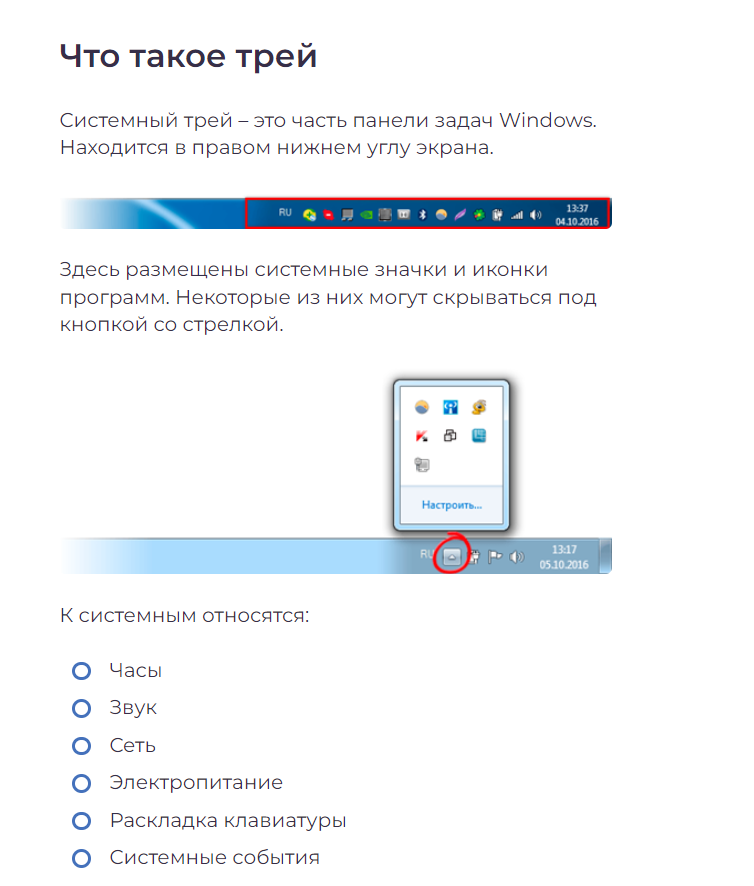 Что такое трей
Системный трей – это часть панели задач Windows.
Находится в правом нижнем углу экрана.
RU
13:37
04.10.2016
Здесь размещены системные значки и иконки
программ. Некоторые из них могут скрываться под
кнопкой со стрелкой.
Настроить...
RU
13:17
05.10.2016
К системным относятся:
Часы
Звук
Сеть
Электропитание
Раскладка клавиатуры
Системные события